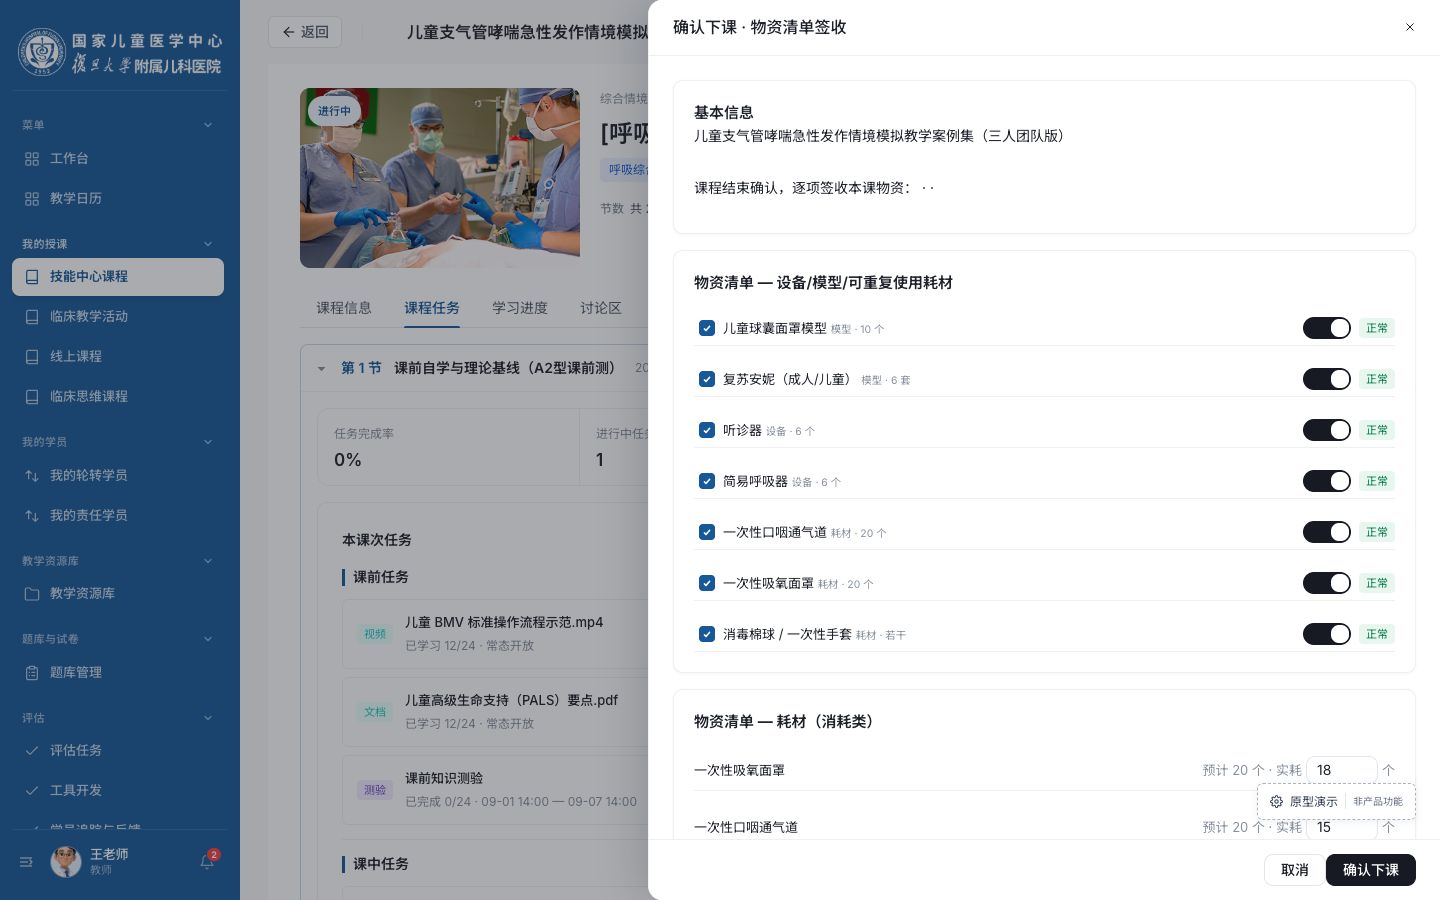 国家儿童医学中心
復旦大学附属儿科医院
1952
菜单
工作台
教学日历
我的授课
技能中心课程
临床教学活动
线上课程
临床思维课程
我的学员
我的轮转学员
我的责任学员
教学资源库
教学资源库
题库与试卷
题库管理
评估
评估任务
工具开发
王老师
教师
2
返回
儿童支气管哮喘急性发作情境模拟
进行中
综合情境
[呼吸
呼吸综合
节数 共 2
课程信息
课程任务
学习进度
讨论区
第 1 节 课前自学与理论基线（A2型课前测） 20
任务完成率
0%
进行中任务
1
本课次任务
课前任务
视频
儿童 BMV 标准操作流程示范.mp4
已学习 12/24 · 常态开放
文档
儿童高级生命支持（PALS）要点.pdf
已学习 12/24 · 常态开放
测验
课前知识测验
已完成 0/24 · 09-01 14:00 — 09-07 14:00
课中任务
确认下课 · 物资清单签收
基本信息
儿童支气管哮喘急性发作情境模拟教学案例集（三人团队版）
课程结束确认，逐项签收本课物资： · ·
物资清单 — 设备/模型/可重复使用耗材
儿童球囊面罩模型 模型 · 10 个 正常
复苏安妮（成人/儿童） 模型 · 6 套 正常
听诊器 设备 · 6 个 正常
简易呼吸器 设备 · 6 个 正常
一次性口咽通气道 耗材 · 20 个 正常
一次性吸氧面罩 耗材 · 20 个 正常
消毒棉球 / 一次性手套 耗材 · 若干 正常
物资清单 — 耗材（消耗类）
一次性吸氧面罩 预计 20 个 · 实耗 18 个
原型演示 非产品功能
一次性口咽通气道 预计 20 个 · 实耗 15 个
取消
确认下课